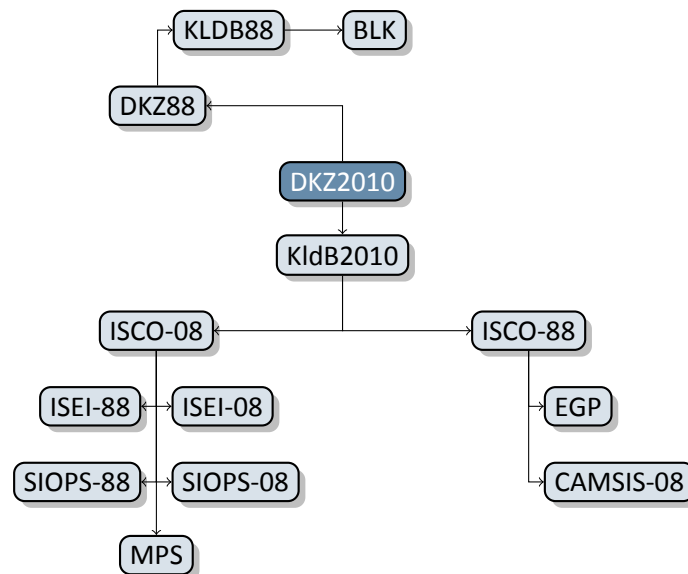 KLDB88
BLK
DKZ88
DKZ2010
KldB2010
ISCO-08
ISCO-88
ISEI-88
ISEI-08
EGP
SIOPS-88
SIOPS-08
CAMSIS-08
MPS